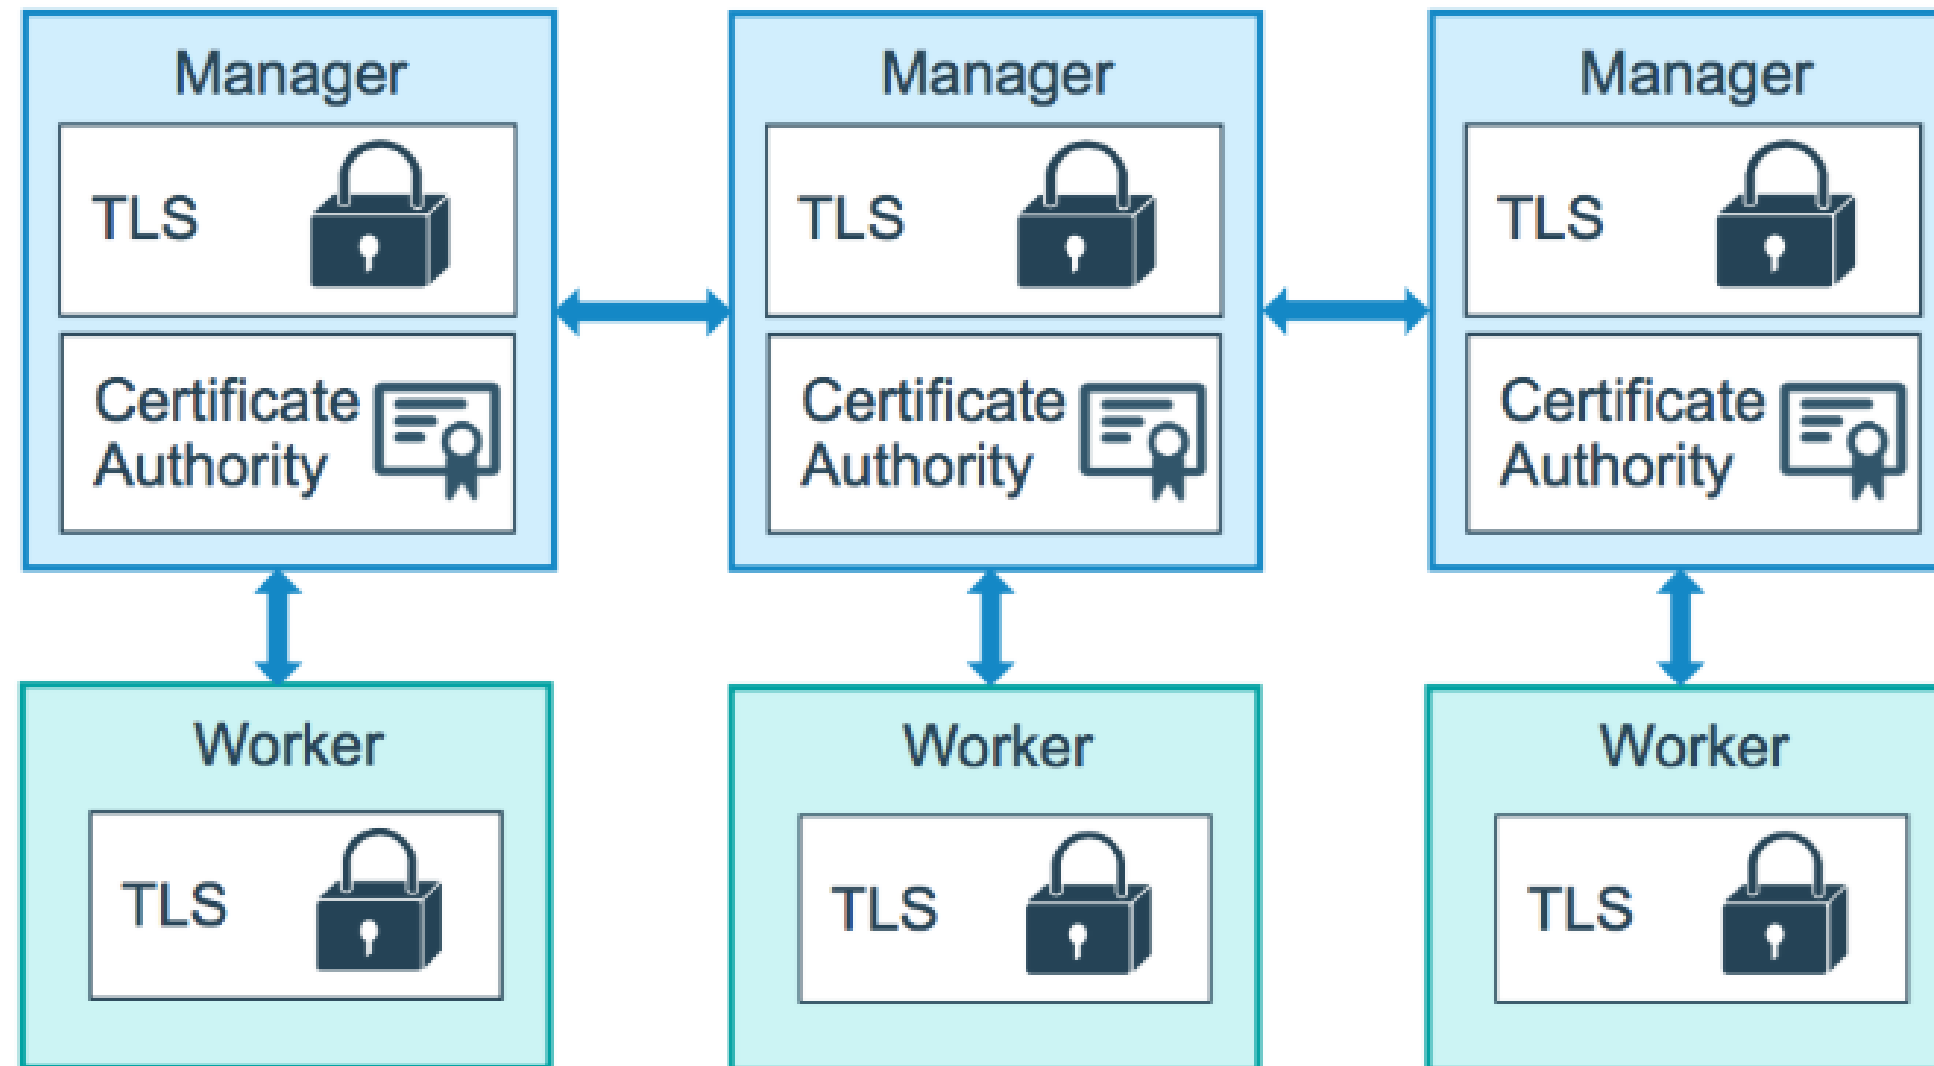 Manager
TLS
Certificate
Authority
Manager
TLS
Certificate
Authority
Manager
TLS
Certificate
Authority
Worker
TLS
Worker
TLS
Worker
TLS